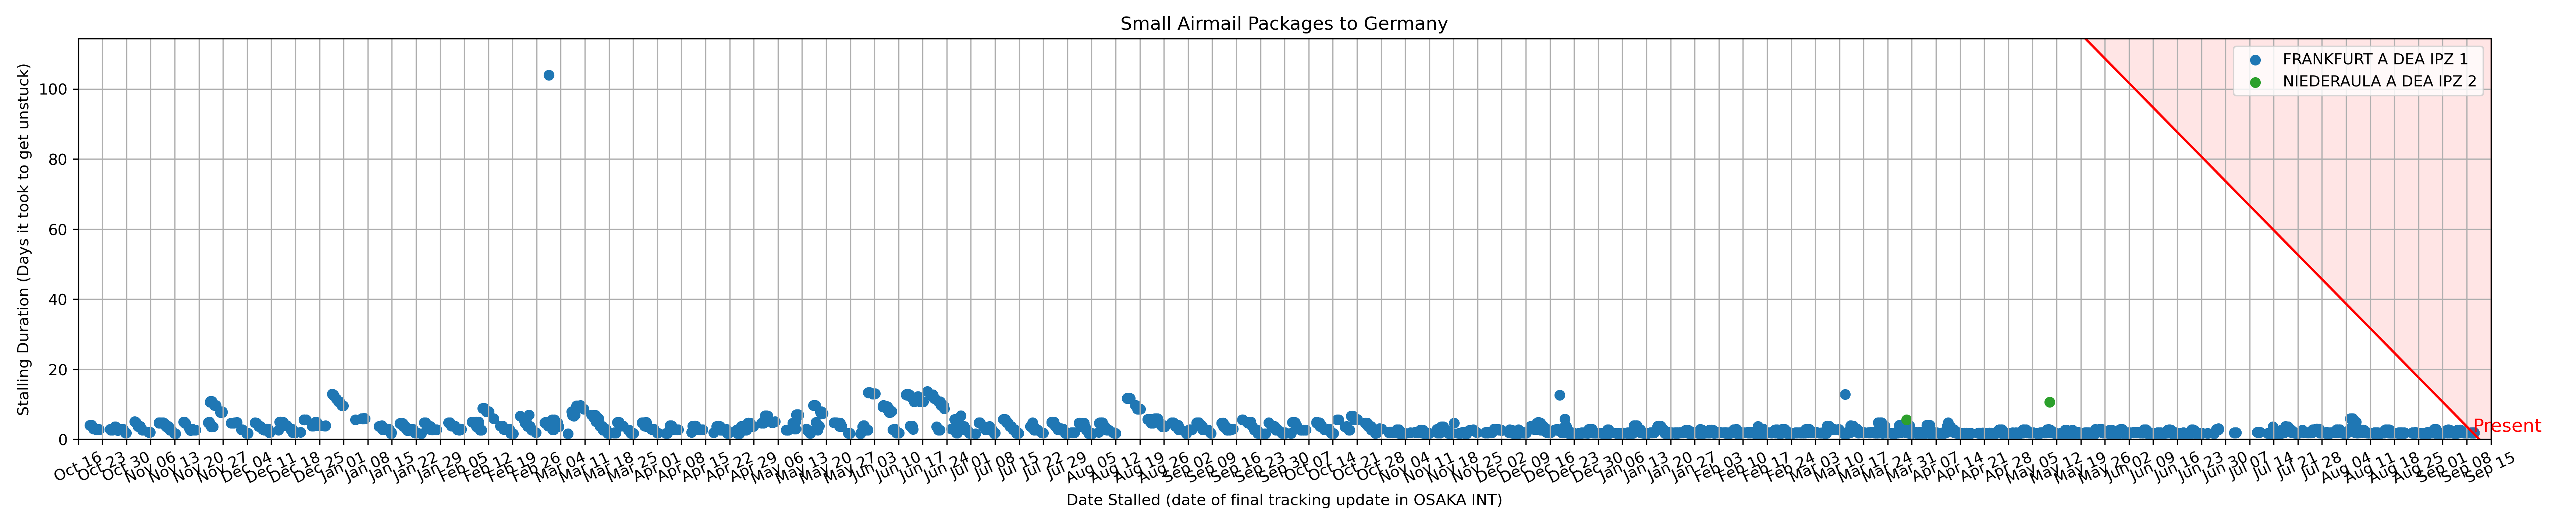 Small Airmail Packages to Germany
FRANKFURT A DEA IPZ 1
NIEDERAULA A DEA IPZ 2
Stalling Duration (Days it took to get unstuck)
100
80
60
40
20
0
Present
Oct 16
Oct 23
Oct 30
Nov 06
Nov 13
Nov 20
Nov 27
Dec 04
Dec 11
Dec 18
Dec 25
Jan 01
Jan 08
Jan 15
Jan 22
Jan 29
Feb 05
Feb 12
Feb 19
Feb 26
Mar 04
Mar 11
Mar 18
Mar 25
Apr 01
Apr 08
Apr 15
Apr 22
Apr 29
May 06
May 13
May 20
May 27
Jun 03
Jun 10
Jun 17
Jun 24
Jul 01
Jul 08
Jul 15
Jul 22
Jul 29
Aug 05
Aug 12
Aug 19
Aug 26
Sep 02
Sep 09
Sep 16
Sep 23
Sep 30
Oct 07
Oct 14
Oct 21
Oct 28
Nov 04
Nov 11
Nov 18
Nov 25
Dec 02
Dec 09
Dec 16
Dec 23
Dec 30
Jan 06
Jan 13
Jan 20
Jan 27
Feb 03
Feb 10
Feb 17
Feb 24
Mar 03
Mar 10
Mar 17
Mar 24
Mar 31
Apr 07
Apr 14
Apr 21
Apr 28
May 05
May 12
May 19
May 26
Jun 02
Jun 09
Jun 16
Jun 23
Jun 30
Jul 07
Jul 14
Jul 21
Jul 28
Aug 04
Aug 11
Aug 18
Aug 25
Sep 01
Sep 08
Sep 15
Date Stalled (date of final tracking update in OSAKA INT)